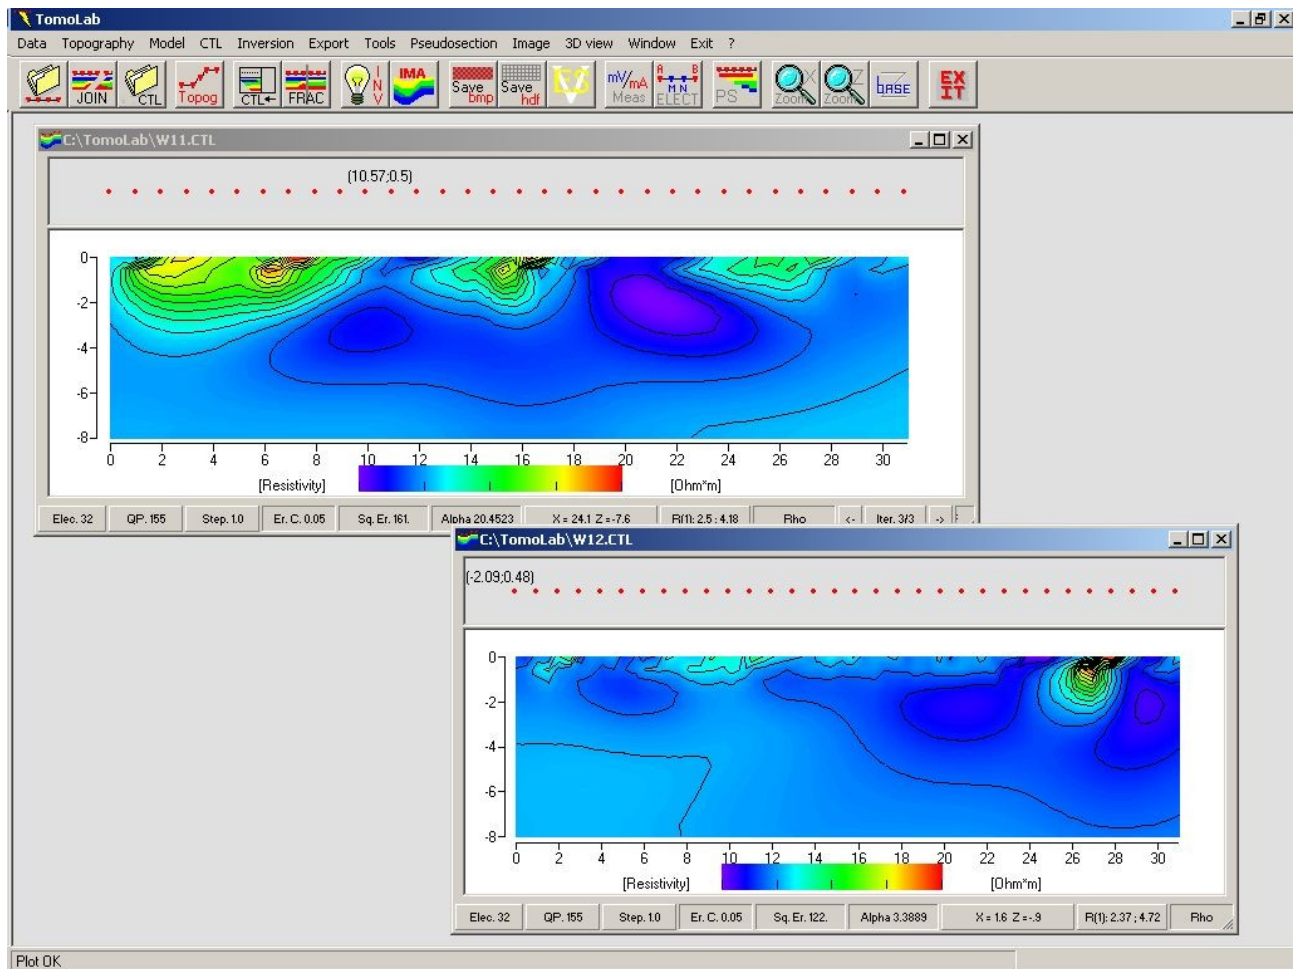 TomoLab
Data Topography Model CTL Inversion Export Tools Pseudosection Image 3D view Window Exit ?
JOIN CTL Topog CTL FRAC INV IMA Save bmp Save hdf ES mV/mA Meas A B M N ELECT PS X Zoom Z Zoom BASE EXIT
C:\TomoLab\W11.CTL
(10.57;0.5)
0
-2
-4
-6
-8
0 2 4 6 8 10 12 14 16 18 20 22 24 26 28 30
[Resistivity] [Ohm*m]
Elec. 32 QP. 155 Step. 1.0 Er. C. 0.05 Sq. Er. 161. Alpha 20.4523 X = 24.1 Z =-7.6 R(1): 2.5 ; 4.18 Rho <- Iter. 3/3 ->
C:\TomoLab\W12.CTL
(-2.09;0.48)
0
-2
-4
-6
-8
0 2 4 6 8 10 12 14 16 18 20 22 24 26 28 30
[Resistivity] [Ohm*m]
Elec. 32 QP. 155 Step. 1.0 Er. C. 0.05 Sq. Er. 122. Alpha 3.3889 X = 1.6 Z =-.9 R(1): 2.37 ; 4.72 Rho
Plot OK